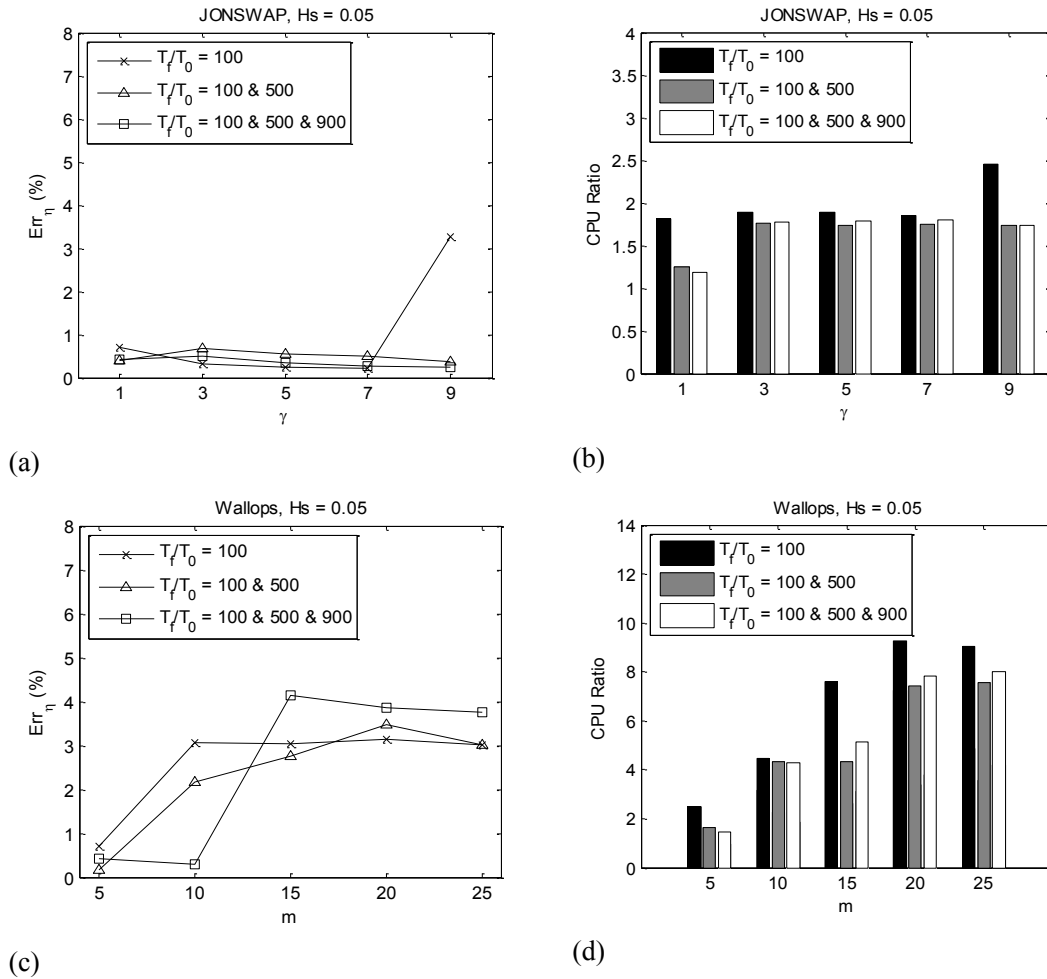 JONSWAP, Hs = 0.05
8
7
6
5
4
3
2
1
0
Err_η (%)
T_f/T_0 = 100
T_f/T_0 = 100 & 500
T_f/T_0 = 100 & 500 & 900
1 3 5 7 9
γ
(a)
JONSWAP, Hs = 0.05
4
3.5
3
2.5
2
1.5
1
0.5
0
CPU Ratio
T_f/T_0 = 100
T_f/T_0 = 100 & 500
T_f/T_0 = 100 & 500 & 900
1 3 5 7 9
γ
(b)
Wallops, Hs = 0.05
8
7
6
5
4
3
2
1
0
Err_η (%)
T_f/T_0 = 100
T_f/T_0 = 100 & 500
T_f/T_0 = 100 & 500 & 900
5 10 15 20 25
m
(c)
Wallops, Hs = 0.05
14
12
10
8
6
4
2
0
CPU Ratio
T_f/T_0 = 100
T_f/T_0 = 100 & 500
T_f/T_0 = 100 & 500 & 900
5 10 15 20 25
m
(d)